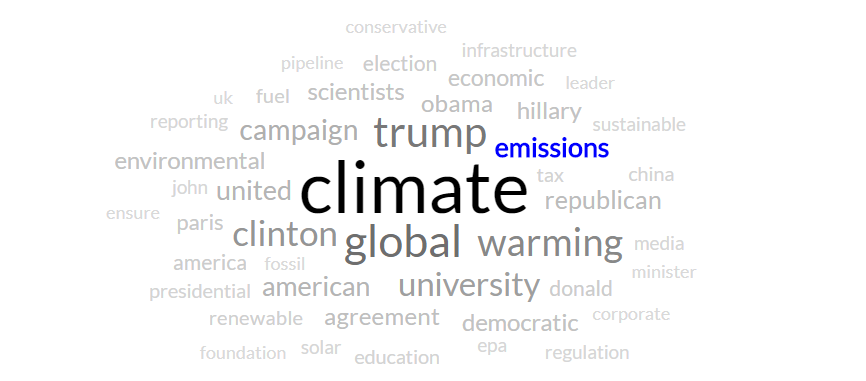 conservative
infrastructure
pipeline election
economic leader
uk fuel scientists
obama hillary
reporting campaign trump sustainable
emissions
environmental
climate tax china
john united republican
ensure paris
clinton global warming media
america fossil minister
presidential american university donald
renewable agreement democratic corporate
foundation solar education epa regulation